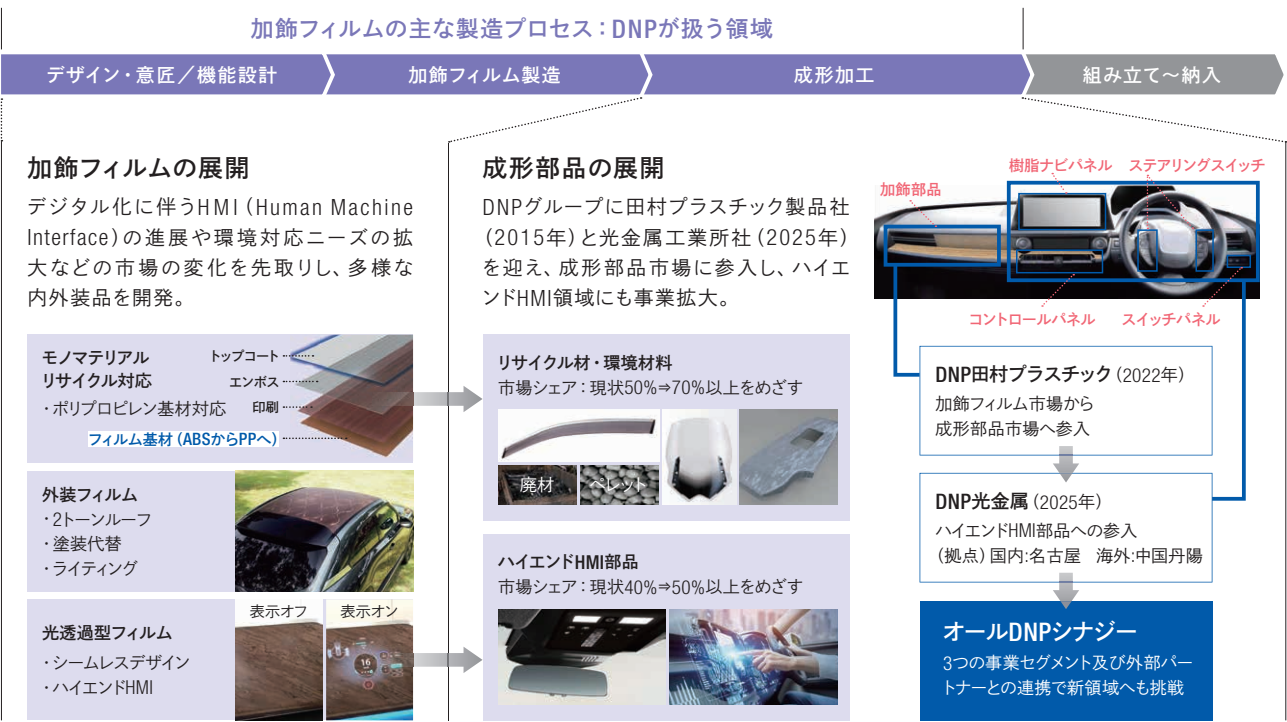 加飾フィルムの主な製造プロセス：DNPが扱う領域
デザイン・意匠／機能設計
加飾フィルム製造
成形加工
組み立て～納入
加飾フィルムの展開
デジタル化に伴うHMI（Human Machine
Interface）の進展や環境対応ニーズの拡
大などの市場の変化を先取りし、多様な
内外装品を開発。
モノマテリアル
リサイクル対応
・ポリプロピレン基材対応
トップコート
エンボス
印刷
フィルム基材（ABSからPPへ）
外装フィルム
・2トーンルーフ
・塗装代替
・ライティング
光透過型フィルム
・シームレスデザイン
・ハイエンドHMI
表示オフ
表示オン
16
成形部品の展開
DNPグループに田村プラスチック製品社
（2015年）と光金属工業所社（2025年）
を迎え、成形部品市場に参入し、ハイエ
ンドHMI領域にも事業拡大。
リサイクル材・環境材料
市場シェア：現状50%⇒70%以上をめざす
廃材
ペレット
ハイエンドHMI部品
市場シェア：現状40%⇒50%以上をめざす
加飾部品
樹脂ナビパネル
ステアリングスイッチ
コントロールパネル
スイッチパネル
DNP田村プラスチック（2022年）
加飾フィルム市場から
成形部品市場へ参入
DNP光金属（2025年）
ハイエンドHMI部品への参入
（拠点）国内:名古屋　海外:中国丹陽
オールDNPシナジー
3つの事業セグメント及び外部パー
トナーとの連携で新領域へも挑戦